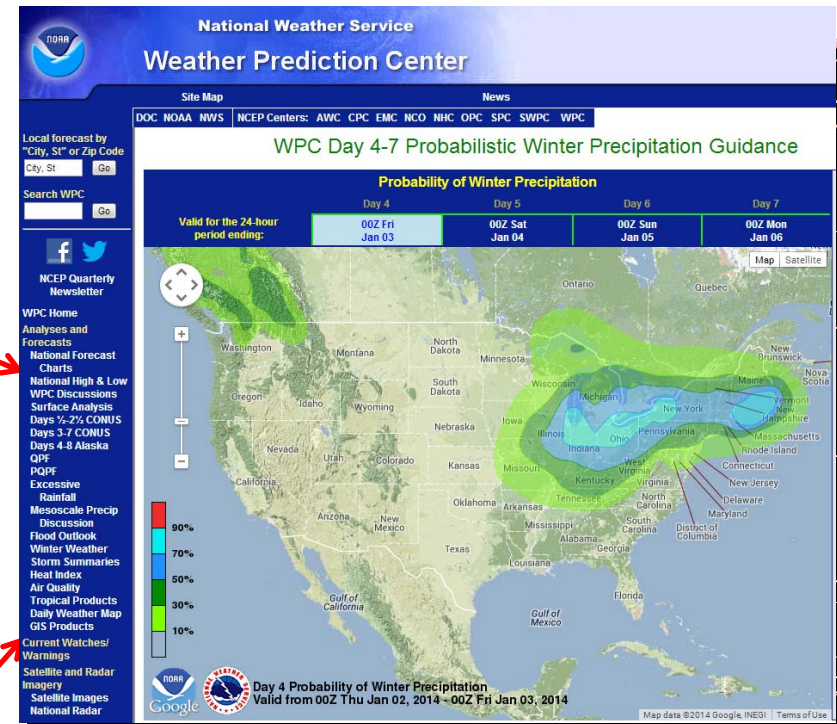 NOAA
National Weather Service
Weather Prediction Center
Site Map News
DOC NOAA NWS NCEP Centers: AWC CPC EMC NCO NHC OPC SPC SWPC WPC
Local forecast by
"City, St" or Zip Code
City, St Go
Search WPC
Go
f
NCEP Quarterly
Newsletter
WPC Home
Analyses and
Forecasts
National Forecast
Charts
National High & Low
WPC Discussions
Surface Analysis
Days ½-2½ CONUS
Days 3-7 CONUS
Days 4-8 Alaska
QPF
PQPF
Excessive
Rainfall
Mesoscale Precip
Discussion
Flood Outlook
Winter Weather
Storm Summaries
Heat Index
Air Quality
Tropical Products
Daily Weather Map
GIS Products
Current Watches/
Warnings
Satellite and Radar
Imagery
Satellite Images
National Radar
WPC Day 4-7 Probabilistic Winter Precipitation Guidance
Probability of Winter Precipitation
Day 4 Day 5 Day 6 Day 7
Valid for the 24-hour
period ending:
00Z Fri
Jan 03
00Z Sat
Jan 04
00Z Sun
Jan 05
00Z Mon
Jan 06
Map Satellite
Ontario
Quebec
Washington
Montana
North
Dakota
Minnesota
New
Brunswick
Nova
Scotia
Maine
Oregon
Idaho
Wyoming
South
Dakota
Wisconsin
Michigan
New York
Vermont
New
Hampshire
Massachusetts
Rhode Island
Connecticut
New Jersey
Delaware
Maryland
District of
Columbia
Nebraska
Iowa
Illinois
Indiana
Ohio
Pennsylvania
Nevada
Utah
Colorado
Kansas
Missouri
West
Virginia
Kentucky
Virginia
California
Arizona
New
Mexico
Oklahoma
Arkansas
Tennessee
North
Carolina
South
Carolina
Mississippi
Alabama
Georgia
Texas
Louisiana
Florida
Gulf of
California
Gulf of
Mexico
90%
70%
50%
30%
10%
NOAA
Google
Day 4 Probability of Winter Precipitation
Valid from 00Z Thu Jan 02, 2014 - 00Z Fri Jan 03, 2014
Map data ©2014 Google, INEGI Terms of Use